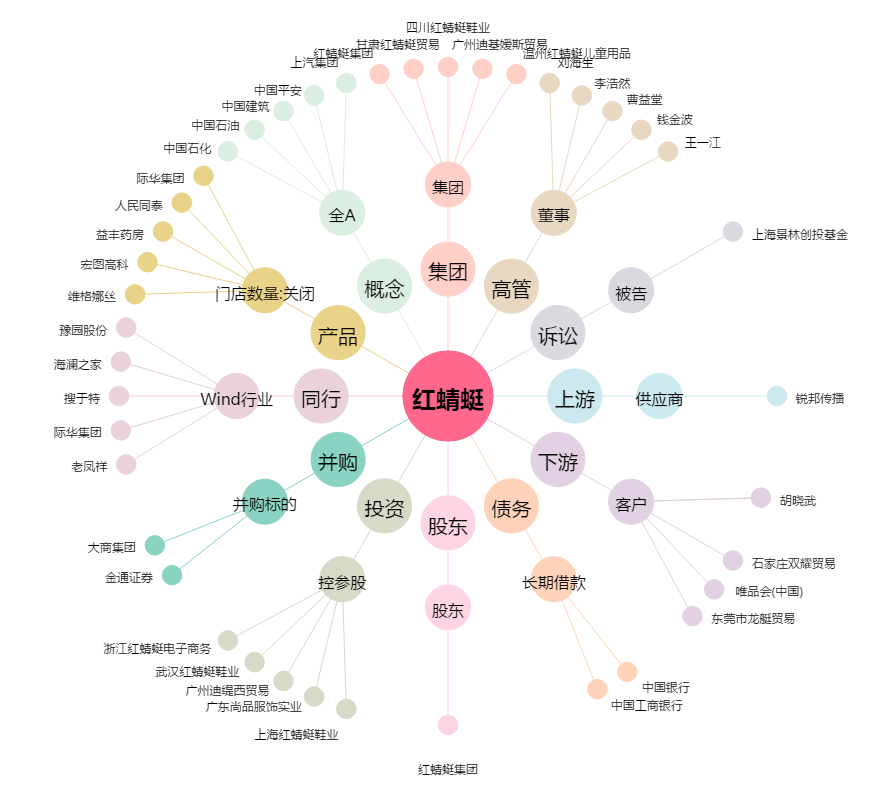 四川红蜻蜓鞋业
甘肃红蜻蜓贸易
广州迪基嫒斯贸易
红蜻蜓集团
温州红蜻蜓儿童用品
上汽集团
刘海生
中国平安
李浩然
中国建筑
曹益堂
中国石油
钱金波
中国石化
王一江
际华集团
集团
人民同泰
全A
董事
益丰药房
上海景林创投基金
宏图高科
集团
维格娜丝
门店数量:关闭
概念
高管
被告
豫园股份
产品
诉讼
海澜之家
搜于特
Wind行业
同行
红蜻蜓
上游
供应商
锐邦传播
际华集团
老凤祥
并购
下游
并购标的
投资
股东
债务
客户
胡晓武
大商集团
石家庄双耀贸易
金通证券
控参股
长期借款
唯品会(中国)
股东
东莞市龙艇贸易
浙江红蜻蜓电子商务
武汉红蜻蜓鞋业
广州迪缇西贸易
中国银行
广东尚品服饰实业
中国工商银行
上海红蜻蜓鞋业
红蜻蜓集团